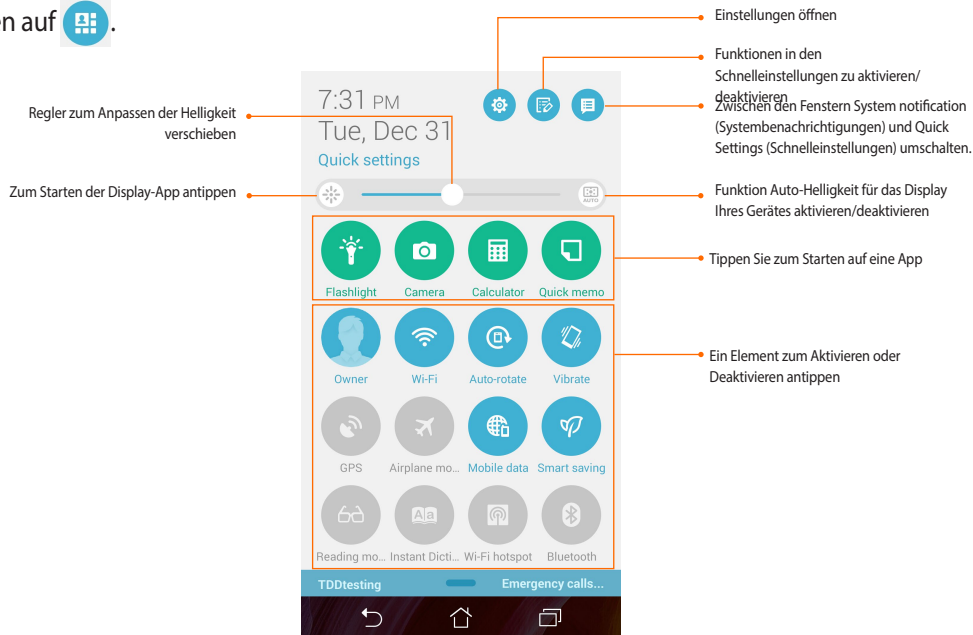 en auf .
Einstellungen öffnen
Funktionen in den
Schnelleinstellungen zu aktivieren/
deaktivieren
Zwischen den Fenstern System notification
(Systembenachrichtigungen) und Quick
Settings (Schnelleinstellungen) umschalten.
Regler zum Anpassen der Helligkeit
verschieben
Zum Starten der Display-App antippen
7:31 PM
Tue, Dec 31
Quick settings
AUTO
Funktion Auto-Helligkeit für das Display
Ihres Gerätes aktivieren/deaktivieren
Flashlight Camera Calculator Quick memo
Tippen Sie zum Starten auf eine App
Owner Wi-Fi Auto-rotate Vibrate
Ein Element zum Aktivieren oder
Deaktivieren antippen
GPS Airplane mo... Mobile data Smart saving
Aa
Reading mo... Instant Dicti... Wi-Fi hotspot Bluetooth
TDDtesting Emergency calls...